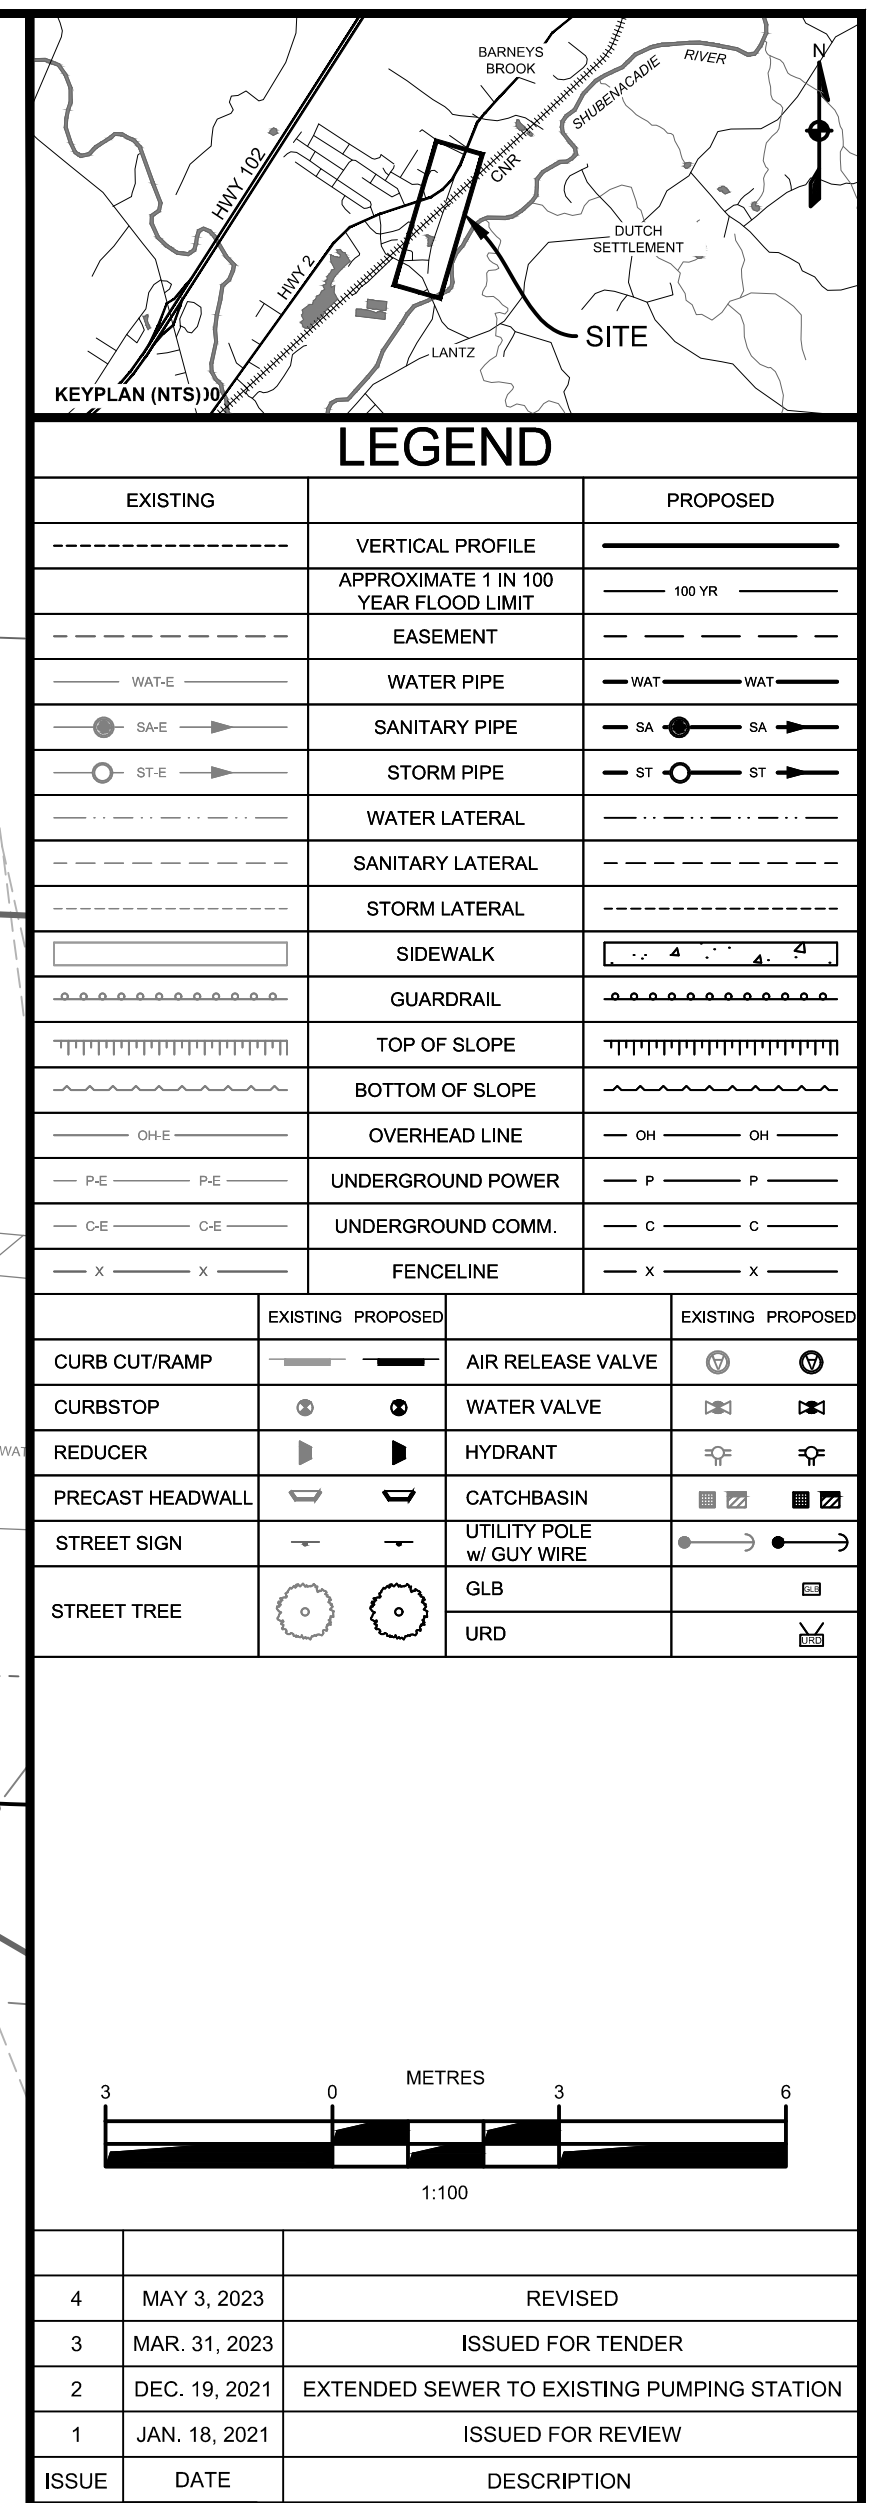 BARNEYS
BROOK
RIVER
SHUBENACADIE
N
HWY 102
CNR
DUTCH
SETTLEMENT
HWY 2
SITE
LANTZ
KEYPLAN (NTS)
LEGEND
EXISTING PROPOSED
VERTICAL PROFILE
APPROXIMATE 1 IN 100
YEAR FLOOD LIMIT
100 YR
EASEMENT
WAT-E WATER PIPE WAT WAT
SA-E SANITARY PIPE SA SA
ST-E STORM PIPE ST ST
WATER LATERAL
SANITARY LATERAL
STORM LATERAL
SIDEWALK
GUARDRAIL
TOP OF SLOPE
BOTTOM OF SLOPE
OH-E OVERHEAD LINE OH OH
P-E P-E UNDERGROUND POWER P P
C-E C-E UNDERGROUND COMM. C C
X X FENCELINE X X
EXISTING PROPOSED EXISTING PROPOSED
CURB CUT/RAMP AIR RELEASE VALVE
CURBSTOP WATER VALVE
WAT
REDUCER HYDRANT
PRECAST HEADWALL CATCHBASIN
STREET SIGN UTILITY POLE
w/ GUY WIRE
STREET TREE
GLB GLB
URD URD
METRES
3 0 3 6
1:100
4 MAY 3, 2023 REVISED
3 MAR. 31, 2023 ISSUED FOR TENDER
2 DEC. 19, 2021 EXTENDED SEWER TO EXISTING PUMPING STATION
1 JAN. 18, 2021 ISSUED FOR REVIEW
ISSUE DATE DESCRIPTION